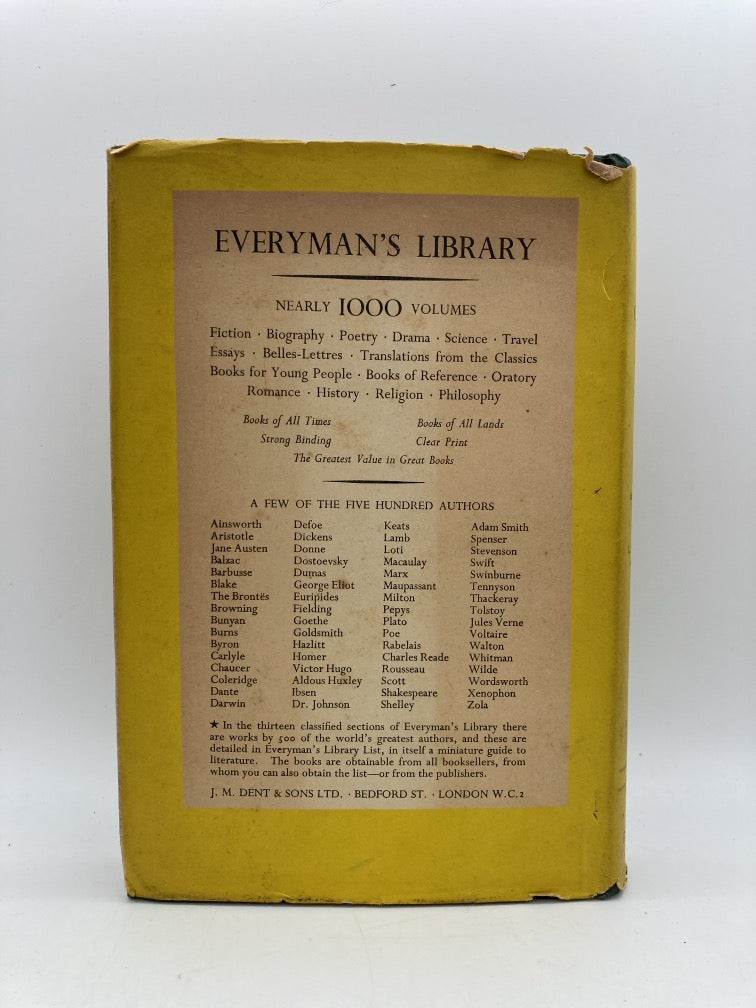 EVERYMAN'S LIBRARY
NEARLY 1000 VOLUMES
Fiction · Biography · Poetry · Drama · Science · Travel
Essays · Belles-Lettres · Translations from the Classics
Books for Young People · Books of Reference · Oratory
Romance · History · Religion · Philosophy
Books of All Times Books of All Lands
Strong Binding Clear Print
The Greatest Value in Great Books
A FEW OF THE FIVE HUNDRED AUTHORS
Ainsworth Defoe Keats Adam Smith
Aristotle Dickens Lamb Spenser
Jane Austen Donne Loti Stevenson
Balzac Dostoevsky Macaulay Swift
Barbusse Dumas Marx Swinburne
Blake George Eliot Maupassant Tennyson
The Brontës Euripides Milton Thackeray
Browning Fielding Pepys Tolstoy
Bunyan Goethe Plato Jules Verne
Burns Goldsmith Poe Voltaire
Byron Hazlitt Rabelais Walton
Carlyle Homer Charles Reade Whitman
Chaucer Victor Hugo Rousseau Wilde
Coleridge Aldous Huxley Scott Wordsworth
Dante Ibsen Shakespeare Xenophon
Darwin Dr. Johnson Shelley Zola
★ In the thirteen classified sections of Everyman's Library there
are works by 500 of the world's greatest authors, and these are
detailed in Everyman's Library List, in itself a miniature guide to
literature. The books are obtainable from all booksellers, from
whom you can also obtain the list—or from the publishers.
J. M. DENT & SONS LTD. · BEDFORD ST. · LONDON W.C.2